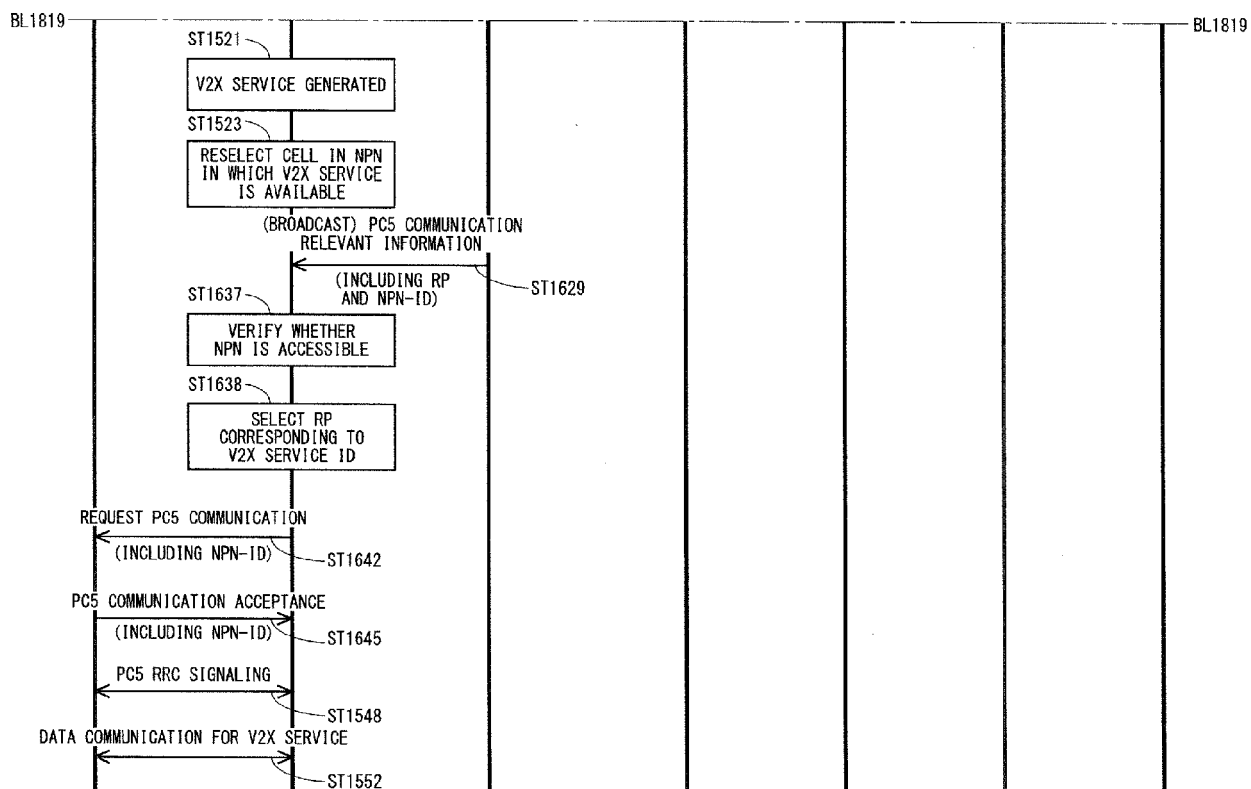 BL1819
BL1819
ST1521
V2X SERVICE GENERATED
ST1523
RESELECT CELL IN NPN
IN WHICH V2X SERVICE
IS AVAILABLE
(BROADCAST) PC5 COMMUNICATION
RELEVANT INFORMATION
(INCLUDING RP
AND NPN-ID)
ST1629
ST1637
VERIFY WHETHER
NPN IS ACCESSIBLE
ST1638
SELECT RP
CORRESPONDING TO
V2X SERVICE ID
REQUEST PC5 COMMUNICATION
(INCLUDING NPN-ID)
ST1642
PC5 COMMUNICATION ACCEPTANCE
(INCLUDING NPN-ID)
ST1645
PC5 RRC SIGNALING
ST1548
DATA COMMUNICATION FOR V2X SERVICE
ST1552